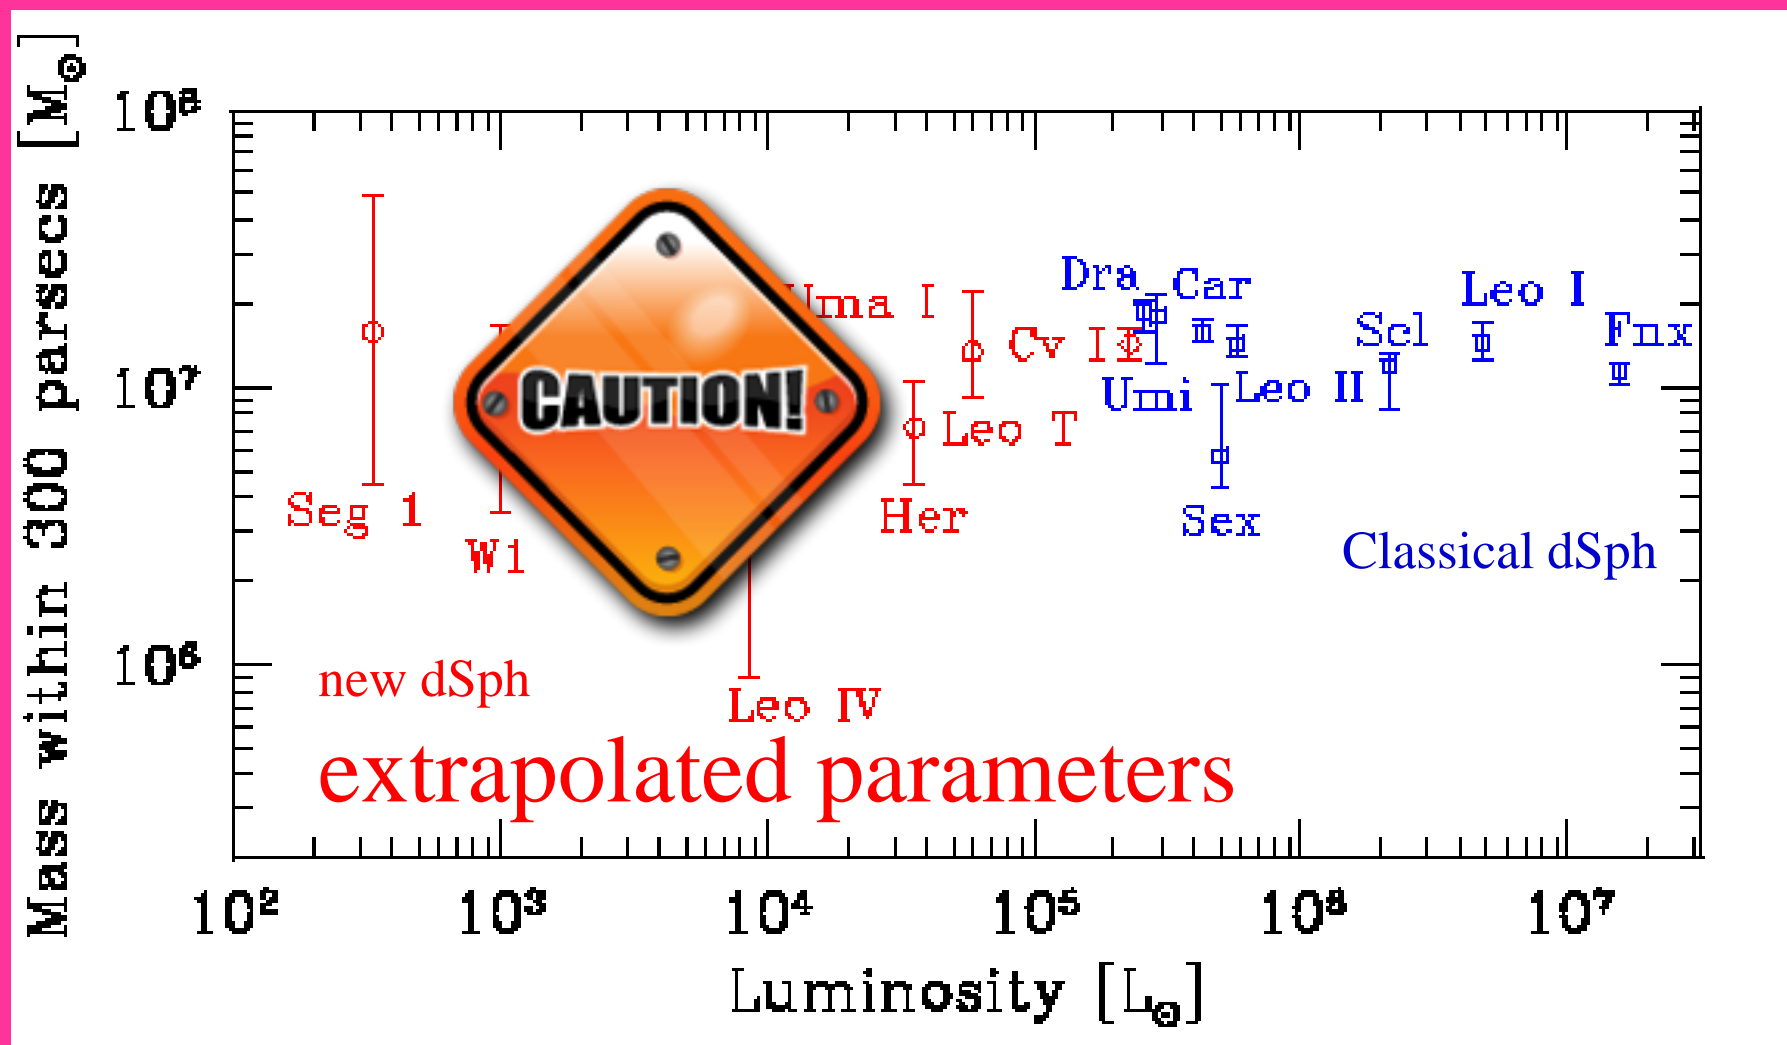 Mass within 300 parsecs [M⊙]
10⁸
10⁷
10⁶
Uma I
Dra
Car
Leo I
Cv I
Scl
Fnx
CAUTION!
Umi
Leo II
Leo T
Seg 1
Her
Sex
W1
Classical dSph
new dSph
Leo IV
extrapolated parameters
10² 10³ 10⁴ 10⁵ 10⁶ 10⁷
Luminosity [L⊙]